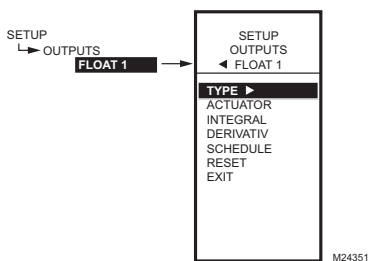 SETUP
OUTPUTS
FLOAT 1
SETUP
OUTPUTS
◄ FLOAT 1
TYPE ►
ACTUATOR
INTEGRAL
DERIVATIV
SCHEDULE
RESET
EXIT
M24351